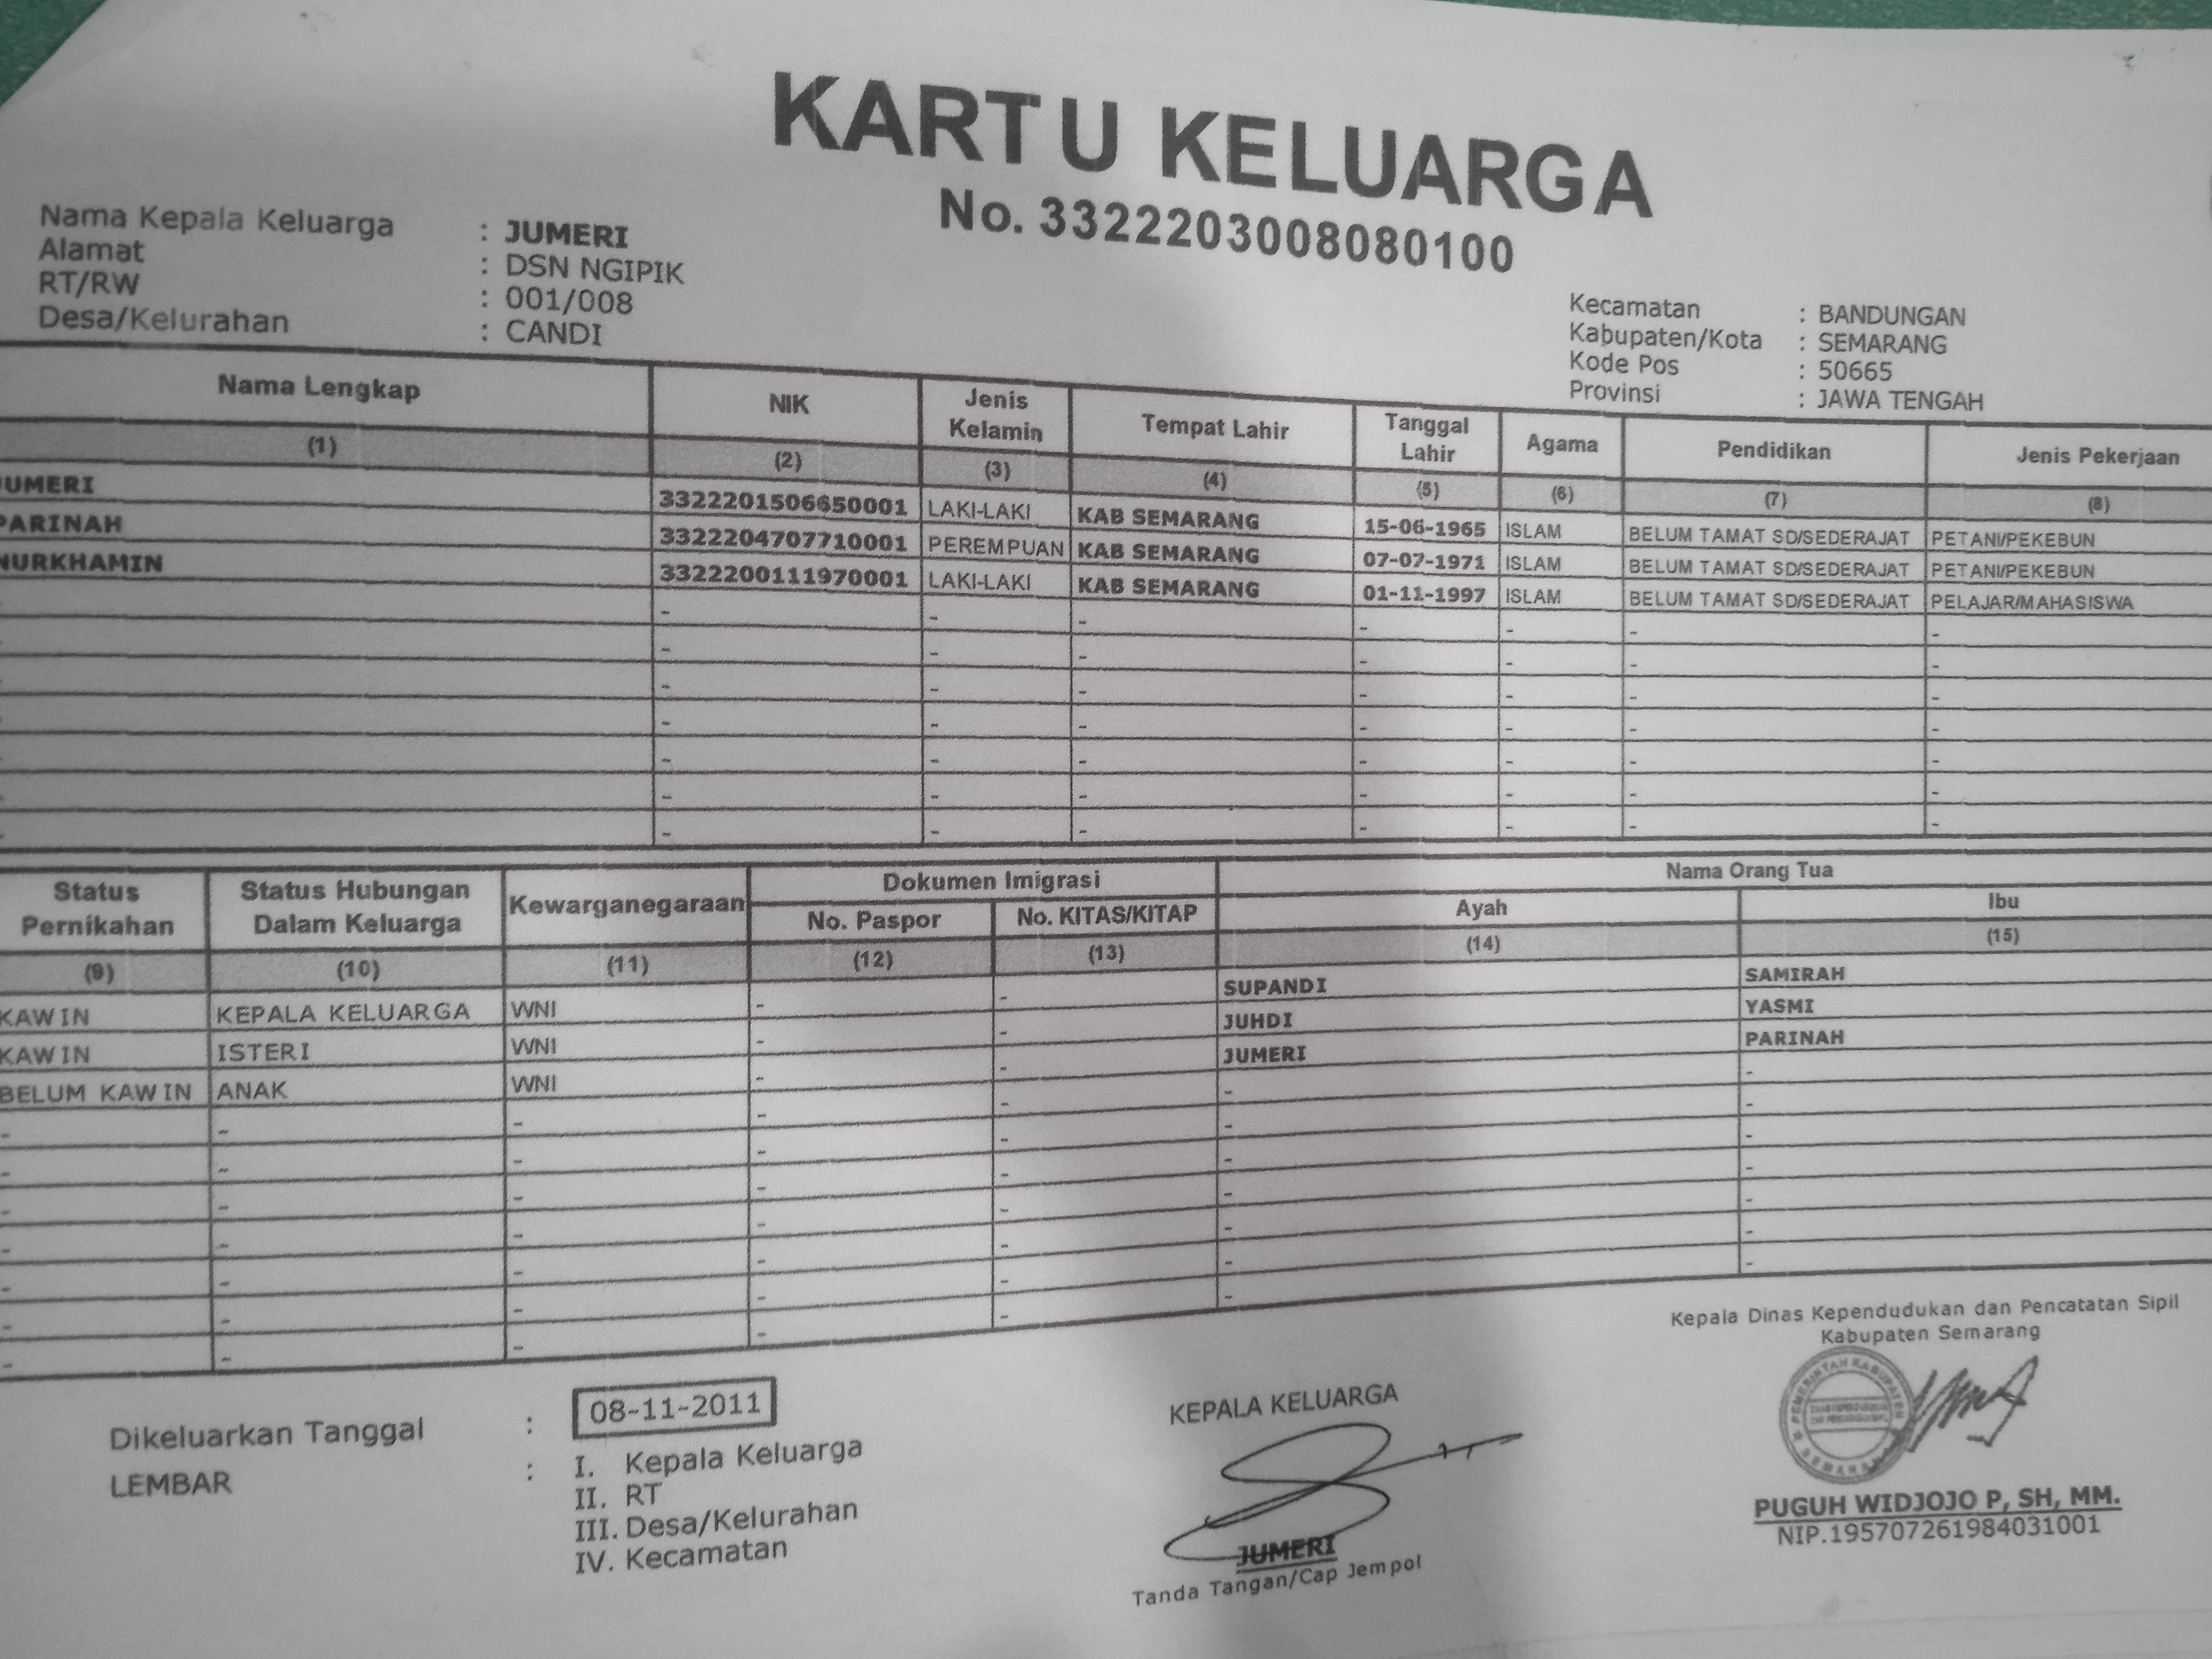 KARTU KELUARGA
No. 3322203008080100
Nama Kepala Keluarga : JUMERI
Alamat : DSN NGIPIK
RT/RW : 001/008
Desa/Kelurahan : CANDI
Kecamatan : BANDUNGAN
Kabupaten/Kota : SEMARANG
Kode Pos : 50665
Provinsi : JAWA TENGAH
Nama Lengkap NIK Jenis Kelamin Tempat Lahir Tanggal Lahir Agama Pendidikan Jenis Pekerjaan
(1) (2) (3) (4) (5) (6) (7) (8)
JUMERI 3322201506650001 LAKI-LAKI KAB SEMARANG 15-06-1965 ISLAM BELUM TAMAT SD/SEDERAJAT PETANI/PEKEBUN
PARINAH 3322204707710001 PEREMPUAN KAB SEMARANG 07-07-1971 ISLAM BELUM TAMAT SD/SEDERAJAT PETANI/PEKEBUN
NURKHAMIN 3322200111970001 LAKI-LAKI KAB SEMARANG 01-11-1997 ISLAM BELUM TAMAT SD/SEDERAJAT PELAJAR/MAHASISWA
Status Pernikahan Status Hubungan Dalam Keluarga Kewarganegaraan Dokumen Imigrasi Nama Orang Tua
No. Paspor No. KITAS/KITAP Ayah Ibu
(9) (10) (11) (12) (13) (14) (15)
KAWIN KEPALA KELUARGA WNI - - SUPANDI SAMIRAH
KAWIN ISTERI WNI - - JUHDI YASMI
BELUM KAWIN ANAK WNI - - JUMERI PARINAH
Dikeluarkan Tanggal : 08-11-2011
LEMBAR : I. Kepala Keluarga
II. RT
III. Desa/Kelurahan
IV. Kecamatan
KEPALA KELUARGA
JUMERI
Tanda Tangan/Cap Jempol
Kepala Dinas Kependudukan dan Pencatatan Sipil
Kabupaten Semarang
PEMERINTAH KABUPATEN
SEMARANG
PUGUH WIDJOJO P, SH, MM.
NIP.195707261984031001